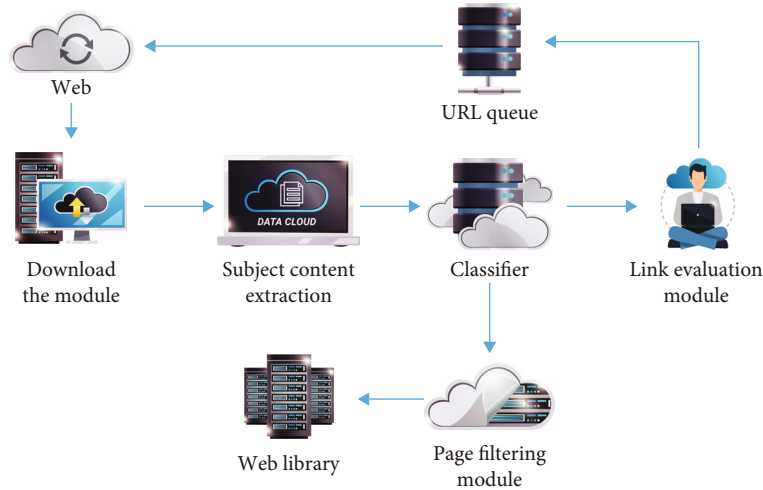 Web
URL queue
DATA CLOUD
Download
the module
Subject content
extraction
Classifier
Link evaluation
module
Web library
Page filtering
module